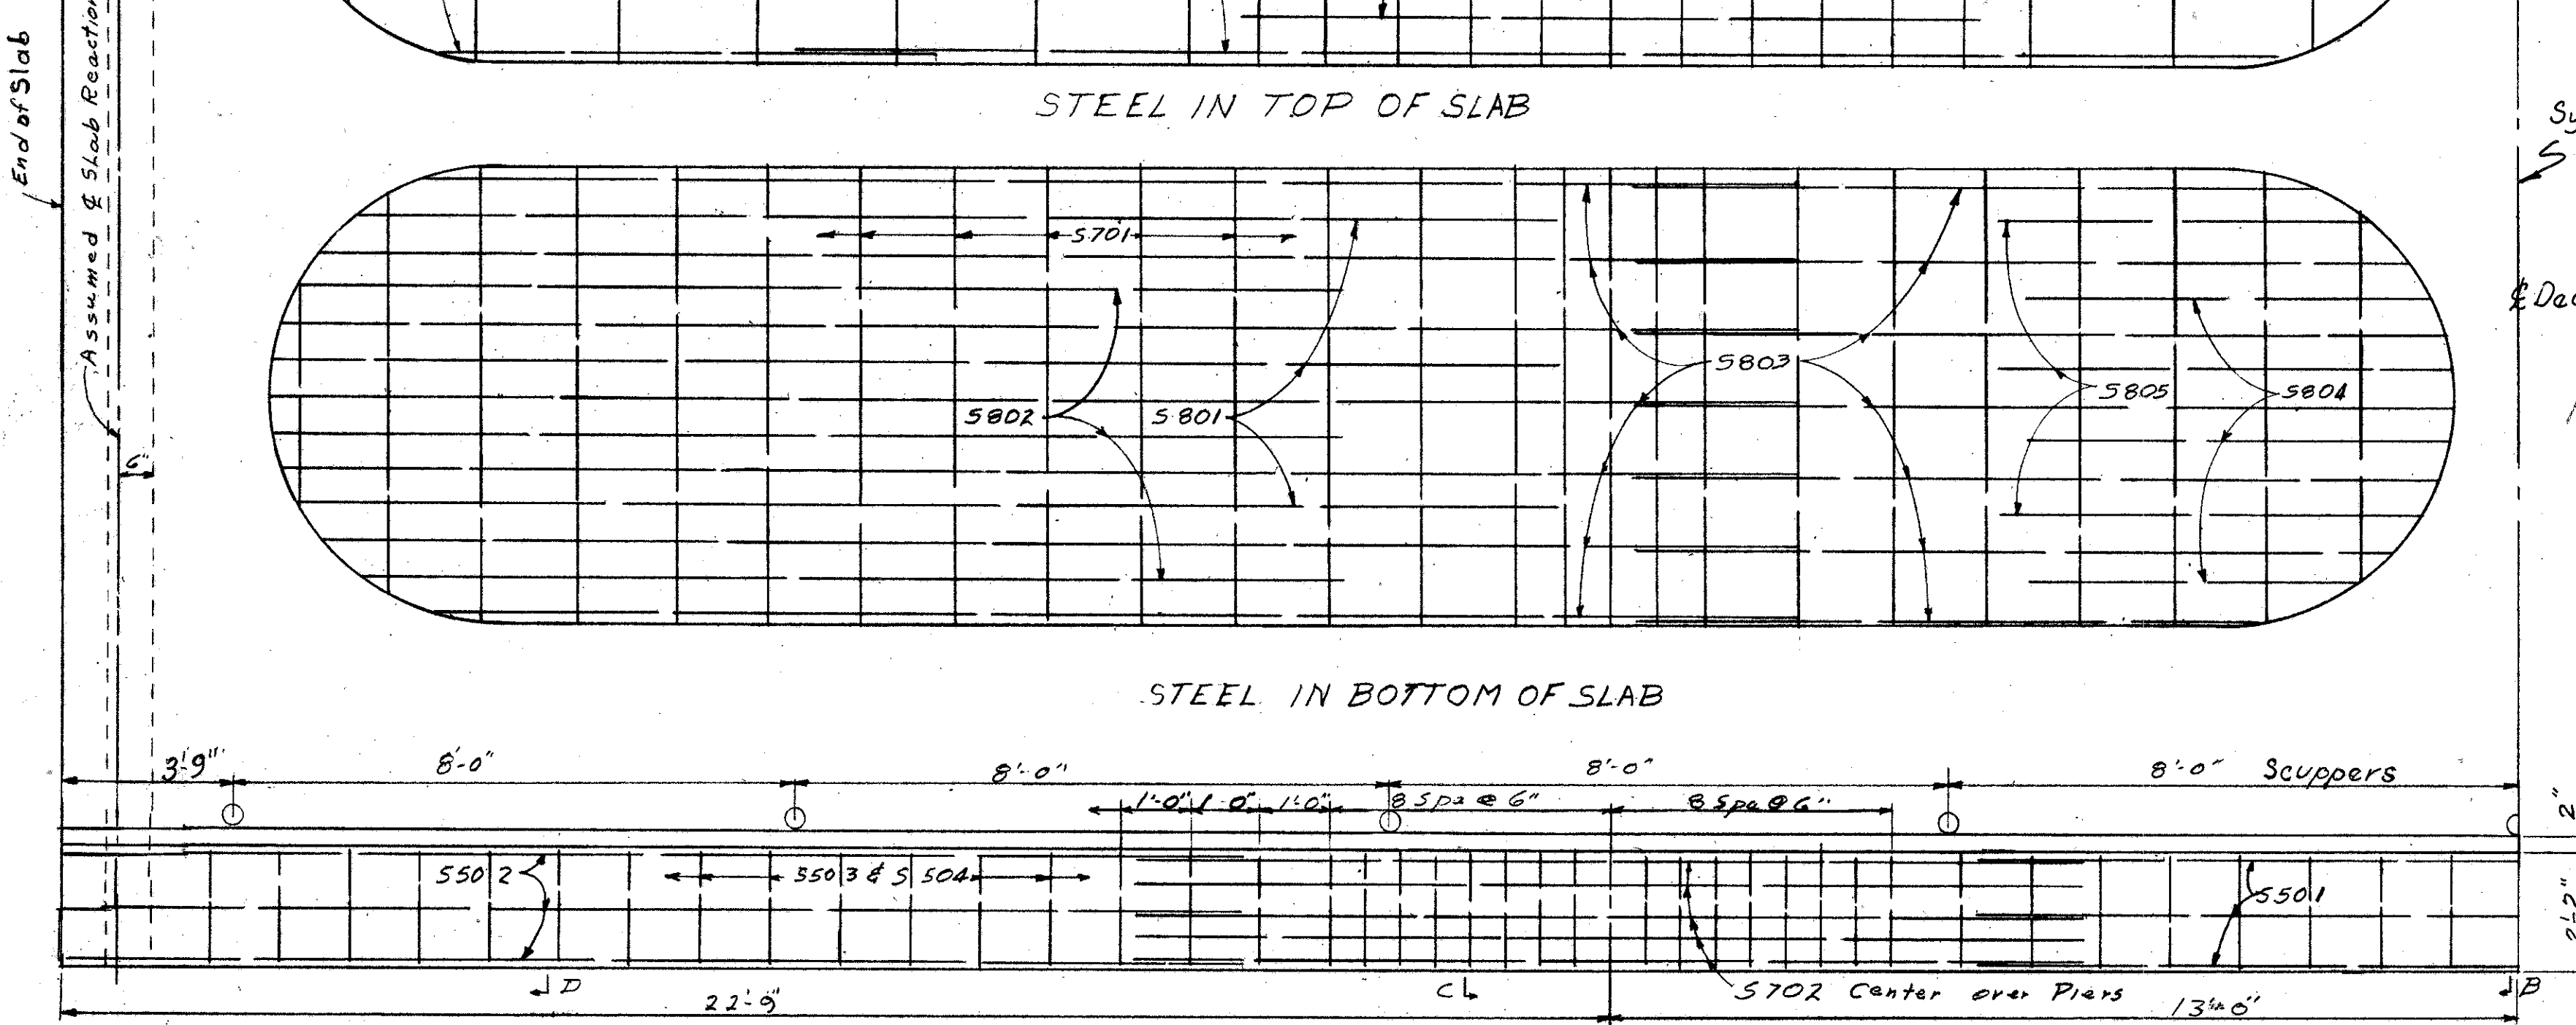 End of Slab
Assumed ℄ Slab Reaction
STEEL IN TOP OF SLAB
S701
S802
S801
S803
S805
S804
6"
STEEL IN BOTTOM OF SLAB
3'-9"
8'-0"
8'-0"
8'-0"
8'-0" Scuppers
1'-0" 1'-0" 1'-0" 8 Spa @ 6" 8 Spa @ 6"
2"
S502
S503 & S504
S501
D
C
S702 Center over Piers
B
22'-9"
13'-0"